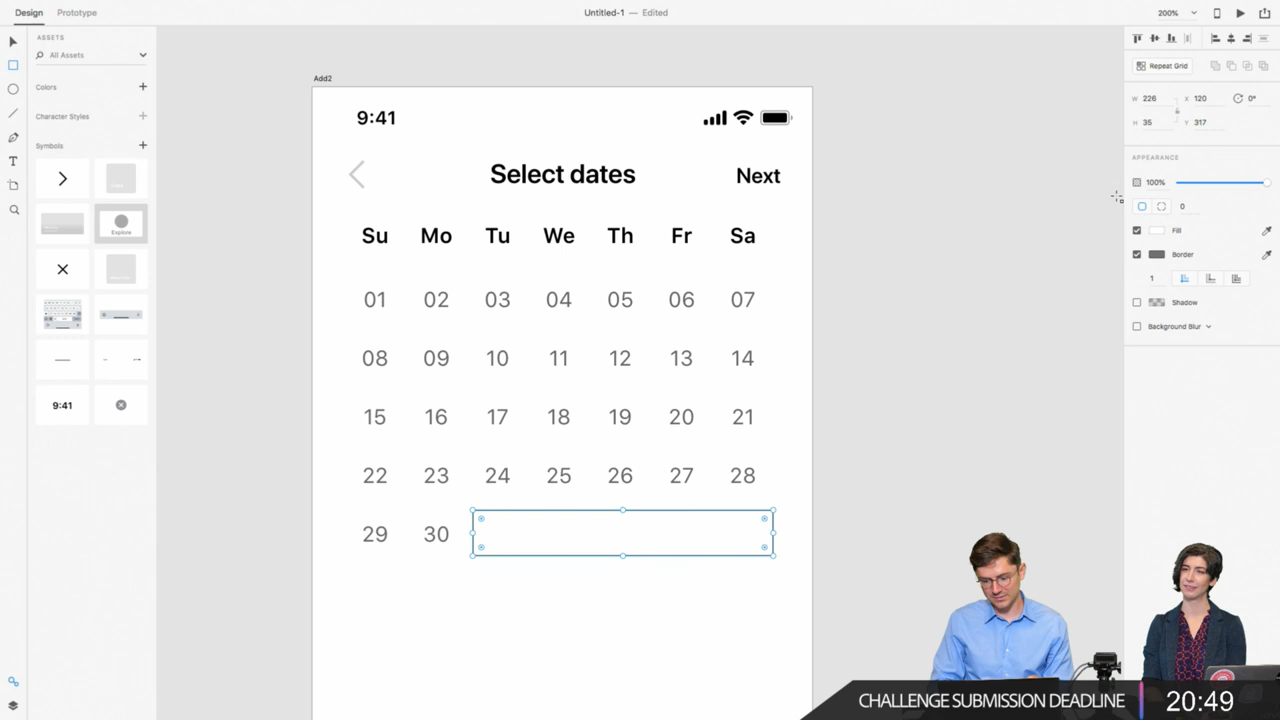 Design Prototype
Untitled-1 — Edited
200%
ASSETS
All Assets
Colors
Character Styles
Symbols
Explore
9:41
Add2
9:41
Select dates
Next
Su Mo Tu We Th Fr Sa
01 02 03 04 05 06 07
08 09 10 11 12 13 14
15 16 17 18 19 20 21
22 23 24 25 26 27 28
29 30
Repeat Grid
W 226 X 120 0°
H 35 Y 317
APPEARANCE
100%
0
Fill
Border
1
Shadow
Background Blur
CHALLENGE SUBMISSION DEADLINE 20:49